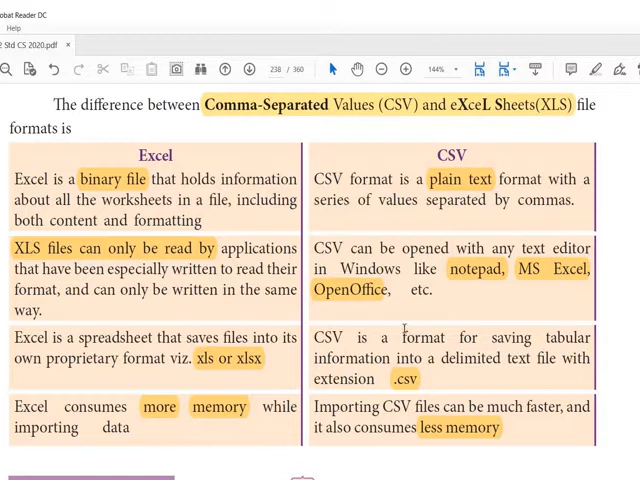 obat Reader DC
Help
2 Std CS 2020.pdf ×
238 / 360
144%
The difference between Comma-Separated Values (CSV) and eXceL Sheets(XLS) file
formats is
Excel
Excel is a binary file that holds information
about all the worksheets in a file, including
both content and formatting
XLS files can only be read by applications
that have been especially written to read their
format, and can only be written in the same
way.
Excel is a spreadsheet that saves files into its
own proprietary format viz. xls or xlsx
Excel consumes more memory while
importing data
CSV
CSV format is a plain text format with a
series of values separated by commas.
CSV can be opened with any text editor
in Windows like notepad, MS Excel,
OpenOffice, etc.
CSV is a format for saving tabular
information into a delimited text file with
extension .csv
Importing CSV files can be much faster, and
it also consumes less memory